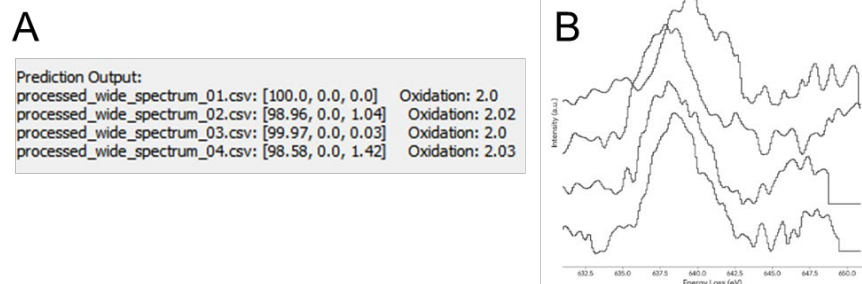 A
Prediction Output:
processed_wide_spectrum_01.csv: [100.0, 0.0, 0.0] Oxidation: 2.0
processed_wide_spectrum_02.csv: [98.96, 0.0, 1.04] Oxidation: 2.02
processed_wide_spectrum_03.csv: [99.97, 0.0, 0.03] Oxidation: 2.0
processed_wide_spectrum_04.csv: [98.58, 0.0, 1.42] Oxidation: 2.03
B
Intensity (a.u.)
632.5 635.0 637.5 640.0 642.5 645.0 647.5 650.0
Energy Loss (eV)